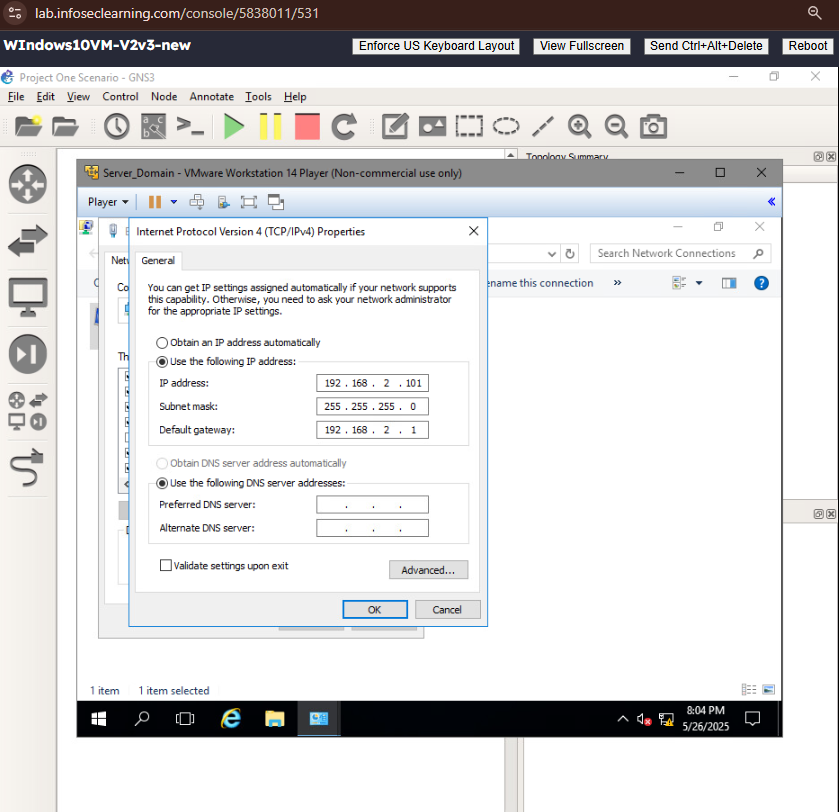 lab.infoseclearning.com/console/5838011/531
WIndows10VM-V2v3-new
Enforce US Keyboard Layout
View Fullscreen
Send Ctrl+Alt+Delete
Reboot
Project One Scenario - GNS3
File Edit View Control Node Annotate Tools Help
Topology Summary
Server_Domain - VMware Workstation 14 Player (Non-commercial use only)
Player
Internet Protocol Version 4 (TCP/IPv4) Properties
Search Network Connections
ename this connection
»
Netw
General
You can get IP settings assigned automatically if your network supports
this capability. Otherwise, you need to ask your network administrator
for the appropriate IP settings.
Obtain an IP address automatically
Use the following IP address:
IP address: 192 . 168 . 2 . 101
Subnet mask: 255 . 255 . 255 . 0
Default gateway: 192 . 168 . 2 . 1
Obtain DNS server address automatically
Use the following DNS server addresses:
Preferred DNS server: . . .
Alternate DNS server: . . .
Validate settings upon exit
Advanced...
OK
Cancel
1 item 1 item selected
8:04 PM
5/26/2025